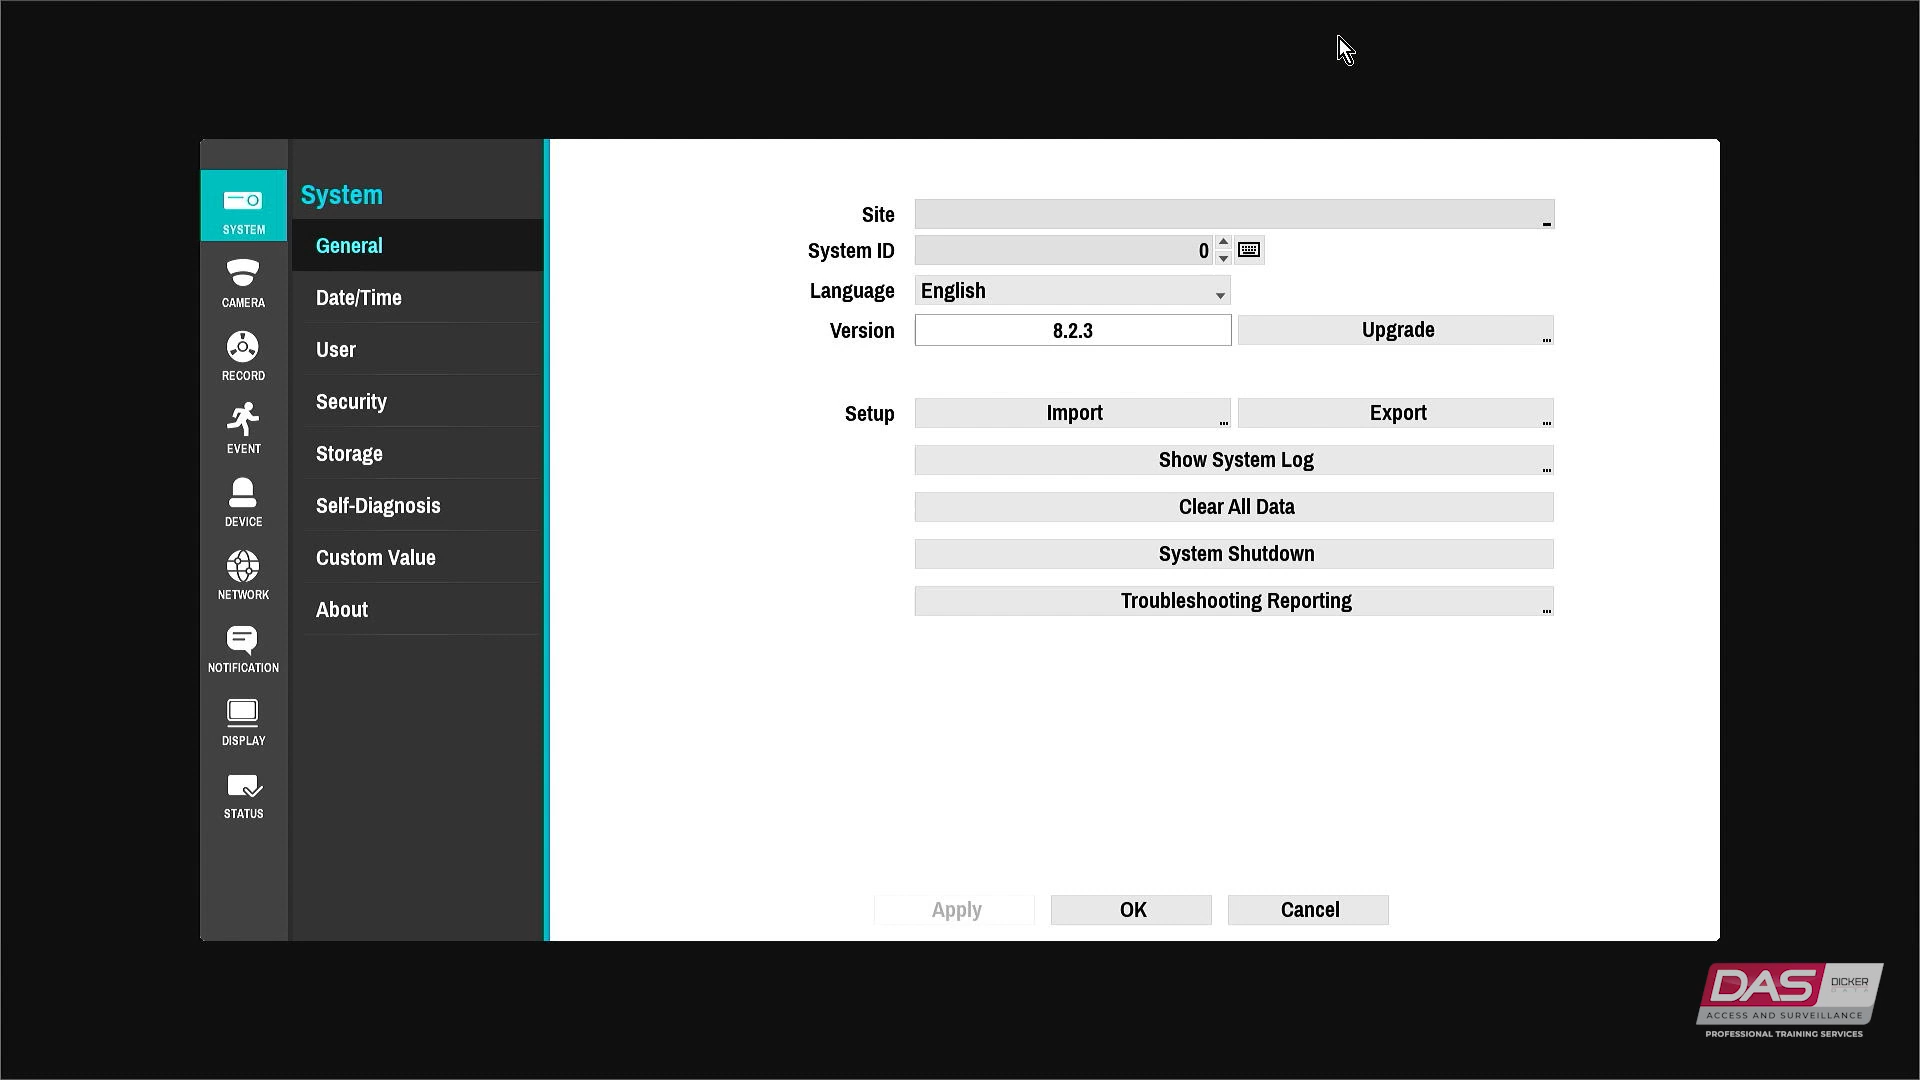 SYSTEM
CAMERA
RECORD
EVENT
DEVICE
NETWORK
NOTIFICATION
DISPLAY
STATUS
System
General
Date/Time
User
Security
Storage
Self-Diagnosis
Custom Value
About
Site
System ID 0
Language English
Version 8.2.3 Upgrade ...
Setup Import ... Export ...
Show System Log ...
Clear All Data
System Shutdown
Troubleshooting Reporting ...
Apply OK Cancel
DAS DICKER
DATA
ACCESS AND SURVEILLANCE
PROFESSIONAL TRAINING SERVICES